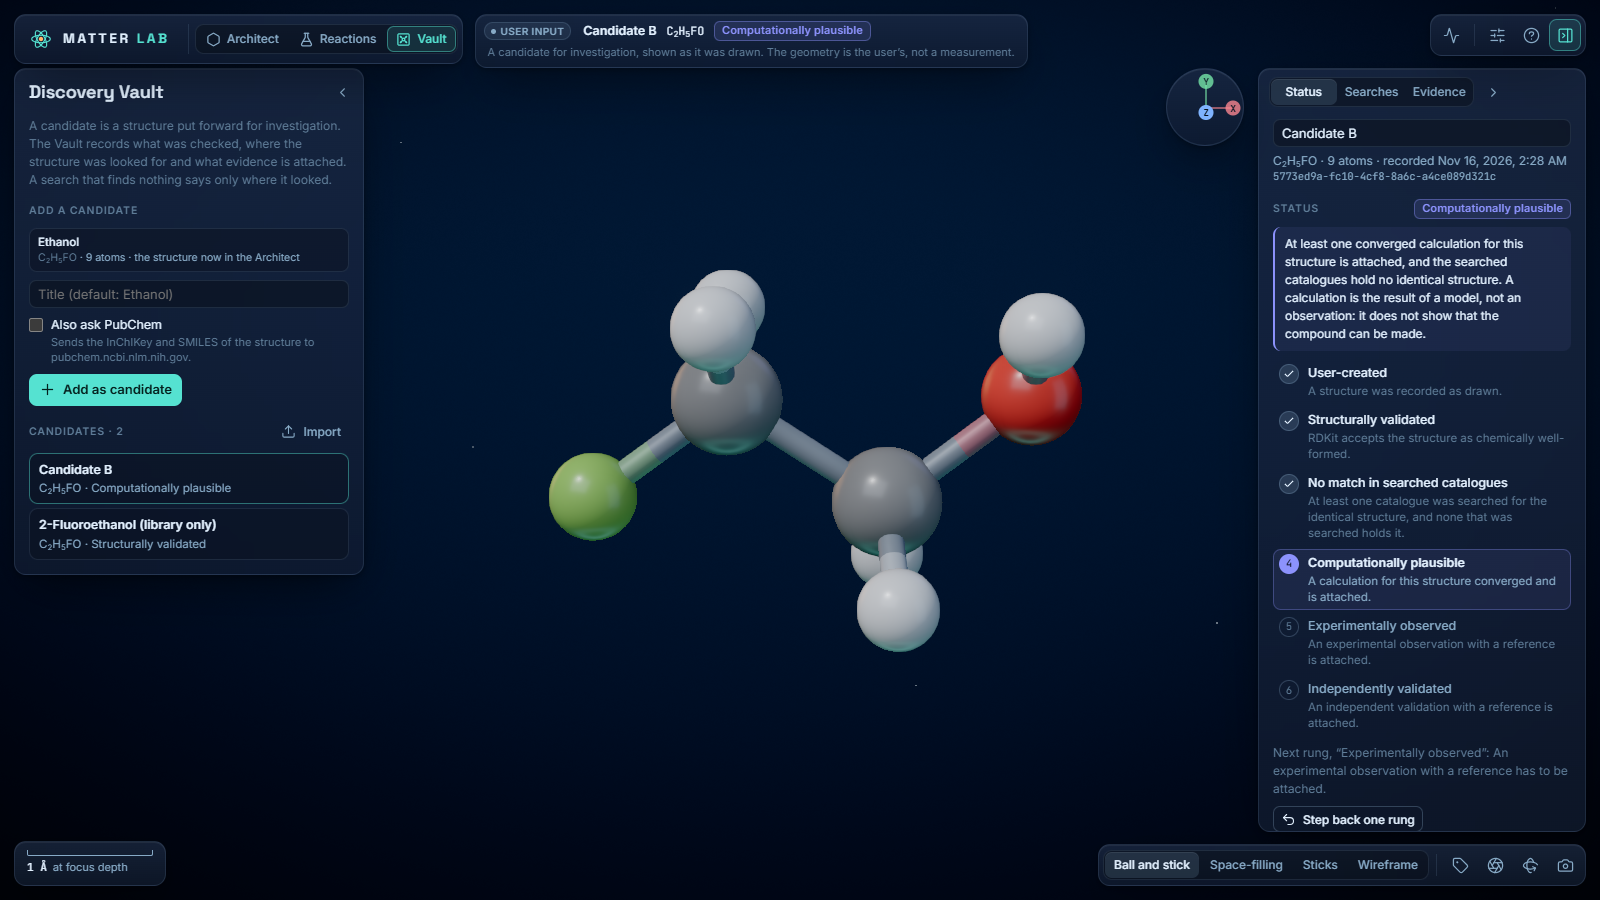 MATTER LAB
Architect
Reactions
Vault
USER INPUT
Candidate B
C₂H₅FO
Computationally plausible
A candidate for investigation, shown as it was drawn. The geometry is the user's, not a measurement.
Discovery Vault
A candidate is a structure put forward for investigation.
The Vault records what was checked, where the
structure was looked for and what evidence is attached.
A search that finds nothing says only where it looked.
ADD A CANDIDATE
Ethanol
C₂H₅FO · 9 atoms · the structure now in the Architect
Title (default: Ethanol)
Also ask PubChem
Sends the InChIKey and SMILES of the structure to
pubchem.ncbi.nlm.nih.gov.
Add as candidate
CANDIDATES · 2
Import
Candidate B
C₂H₅FO · Computationally plausible
2-Fluoroethanol (library only)
C₂H₅FO · Structurally validated
1 Å at focus depth
Y
X
Z
Status
Searches
Evidence
Candidate B
C₂H₅FO · 9 atoms · recorded Nov 16, 2026, 2:28 AM
5773ed9a-fc10-4cf8-8a6c-a4ce089d321c
STATUS
Computationally plausible
At least one converged calculation for this
structure is attached, and the searched
catalogues hold no identical structure. A
calculation is the result of a model, not an
observation: it does not show that the
compound can be made.
User-created
A structure was recorded as drawn.
Structurally validated
RDKit accepts the structure as chemically well-
formed.
No match in searched catalogues
At least one catalogue was searched for the
identical structure, and none that was
searched holds it.
4
Computationally plausible
A calculation for this structure converged and
is attached.
5
Experimentally observed
An experimental observation with a reference
is attached.
6
Independently validated
An independent validation with a reference is
attached.
Next rung, “Experimentally observed”: An
experimental observation with a reference has to be
attached.
Step back one rung
Ball and stick
Space-filling
Sticks
Wireframe